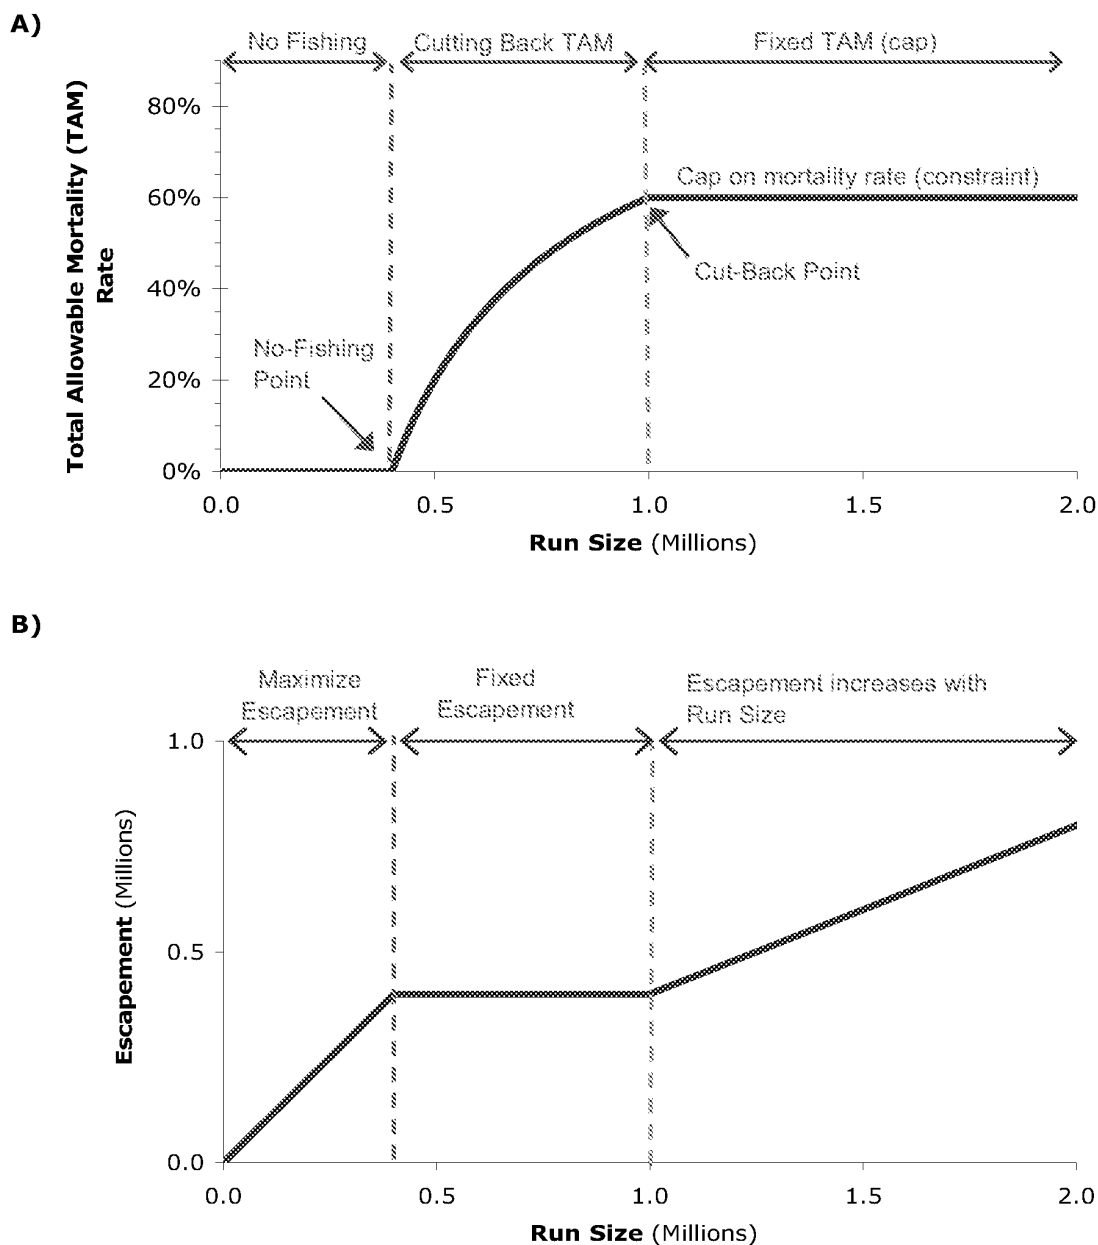 A)
No Fishing
Cutting Back TAM
Fixed TAM (cap)
Total Allowable Mortality (TAM)
Rate
80%
60%
40%
20%
0%
Cap on mortality rate (constraint)
Cut-Back Point
No-Fishing
Point
0.0
0.5
1.0
1.5
2.0
Run Size (Millions)
B)
Maximize
Escapement
Fixed
Escapement
Escapement increases with
Run Size
Escapement (Millions)
1.0
0.5
0.0
0.0
0.5
1.0
1.5
2.0
Run Size (Millions)